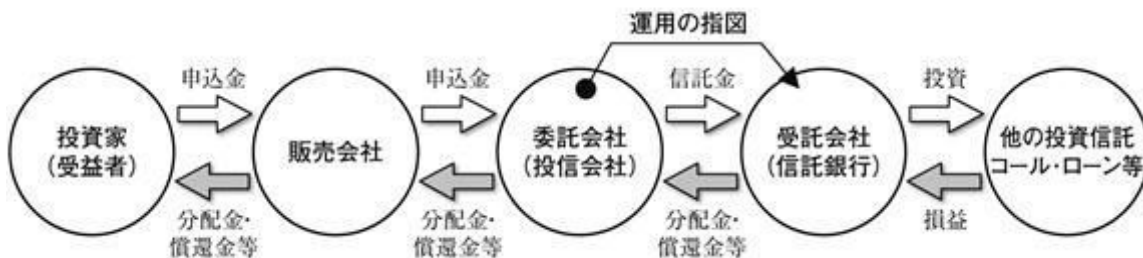 運用の指図
申込金
申込金
信託金
投資
投資家
(受益者)
販売会社
委託会社
(投信会社)
受託会社
(信託銀行)
他の投資信託
コール・ローン等
分配金・
償還金等
分配金・
償還金等
分配金・
償還金等
損益